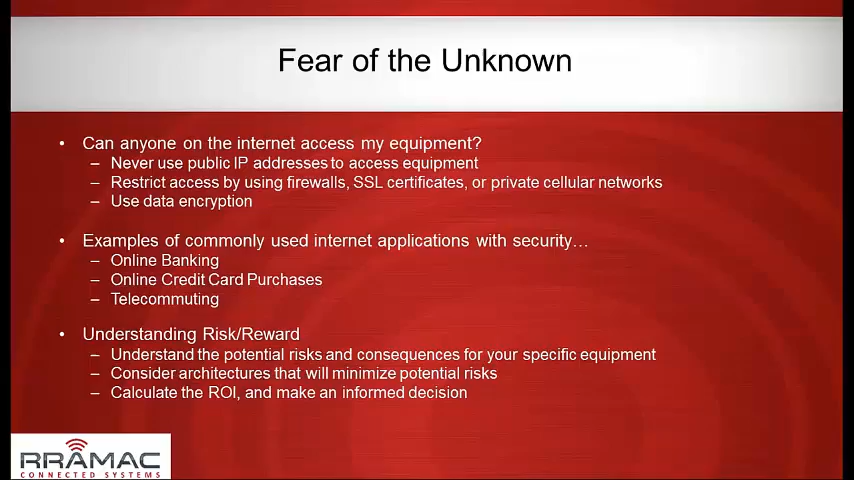 Fear of the Unknown
• Can anyone on the internet access my equipment?
– Never use public IP addresses to access equipment
– Restrict access by using firewalls, SSL certificates, or private cellular networks
– Use data encryption
• Examples of commonly used internet applications with security…
– Online Banking
– Online Credit Card Purchases
– Telecommuting
• Understanding Risk/Reward
– Understand the potential risks and consequences for your specific equipment
– Consider architectures that will minimize potential risks
– Calculate the ROI, and make an informed decision
RRAMAC
CONNECTED SYSTEMS